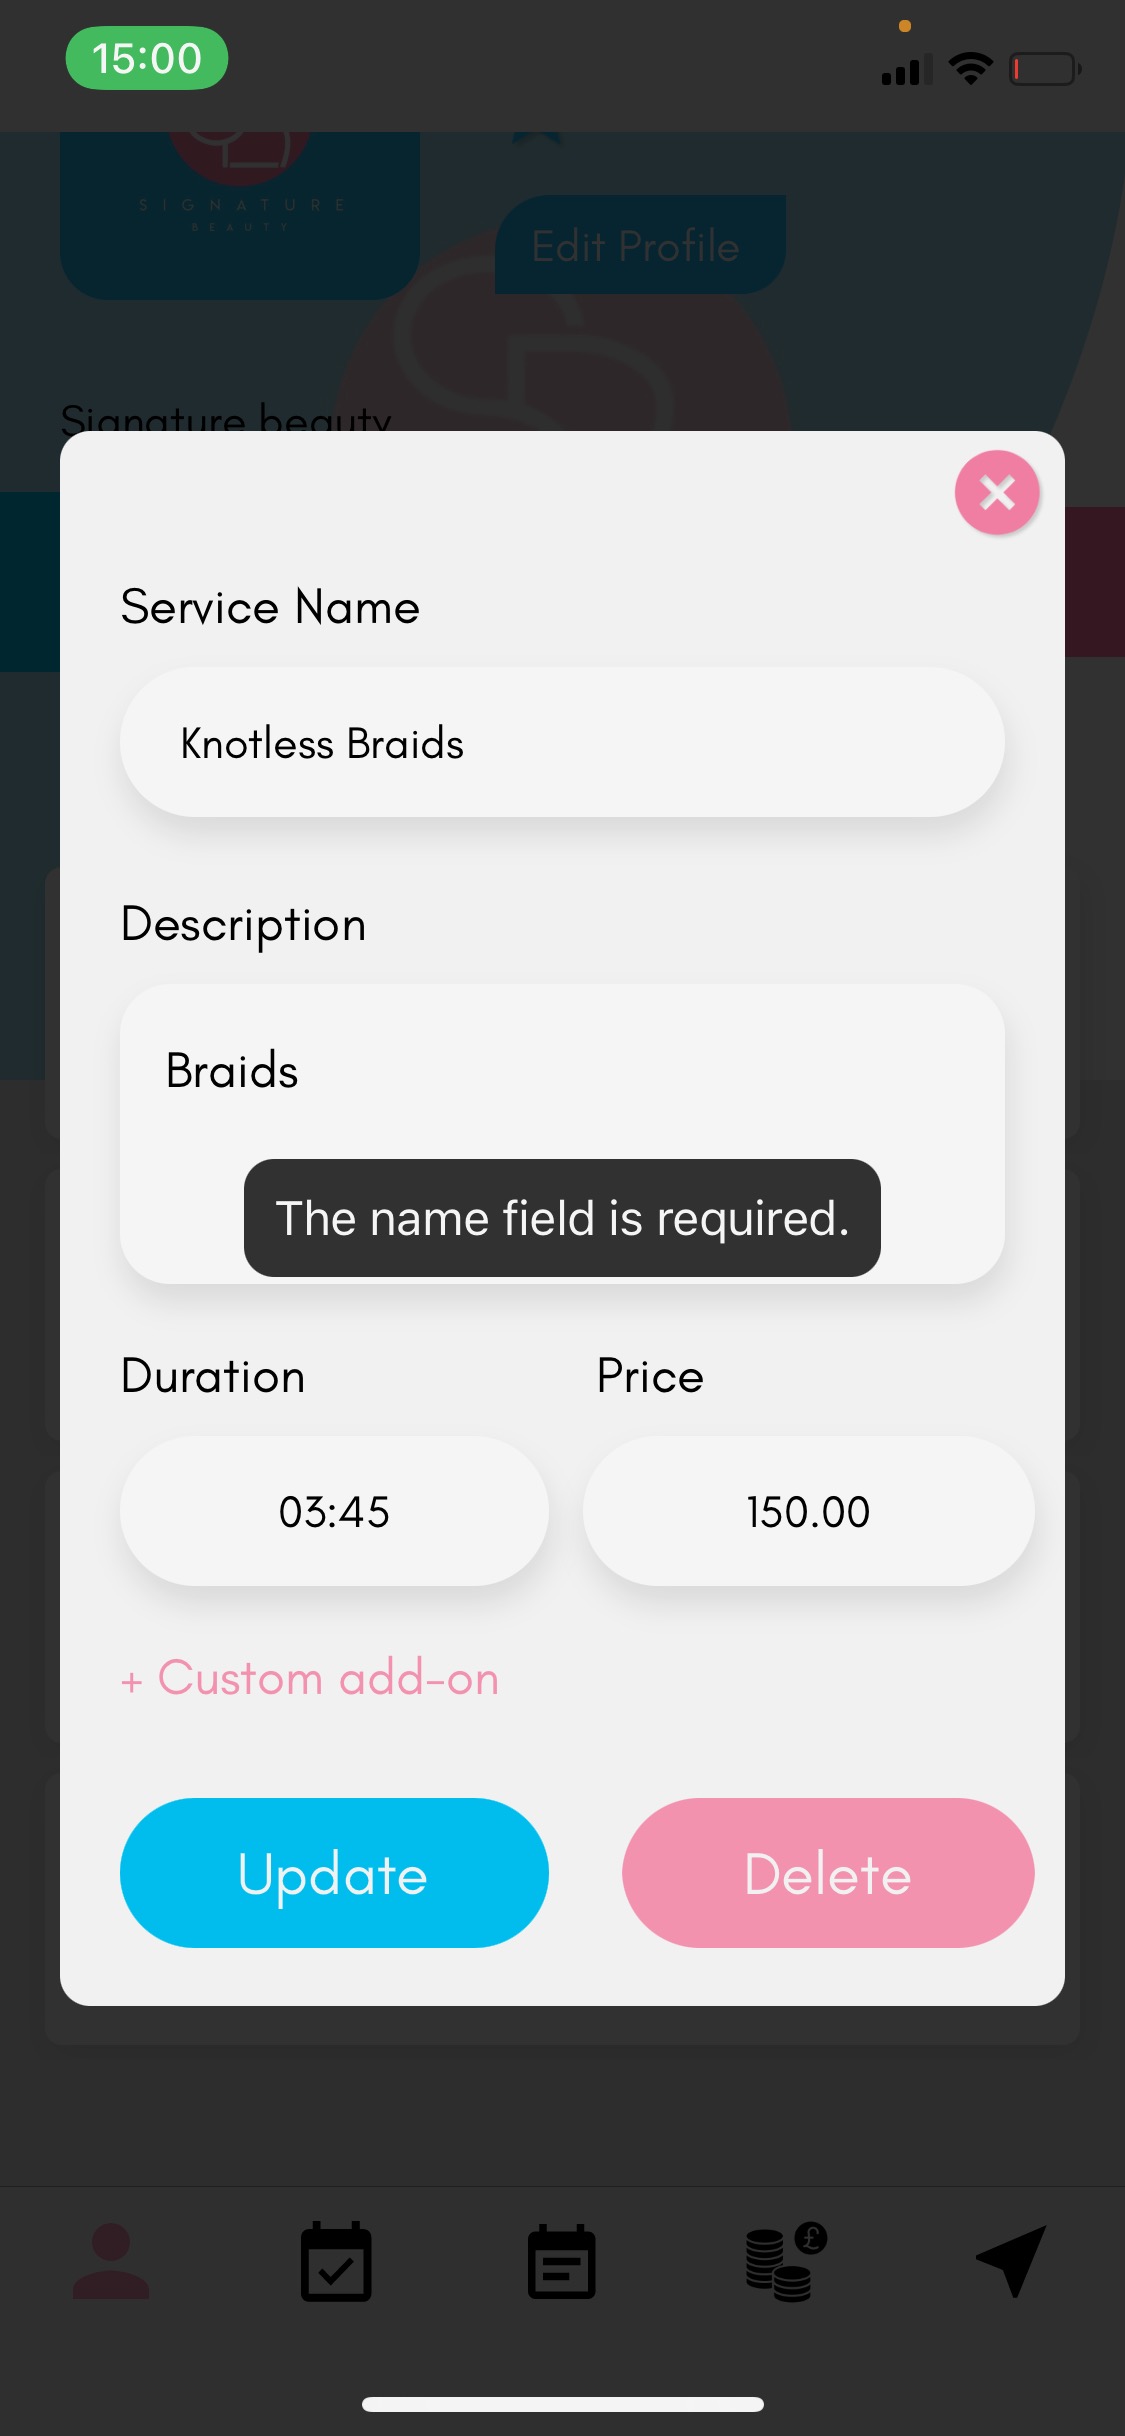 15:00
SIGNATURE
BEAUTY
Edit Profile
Signature beauty
Service Name
Knotless Braids
Description
Braids
The name field is required.
Duration
Price
03:45
150.00
+ Custom add-on
Update
Delete
£